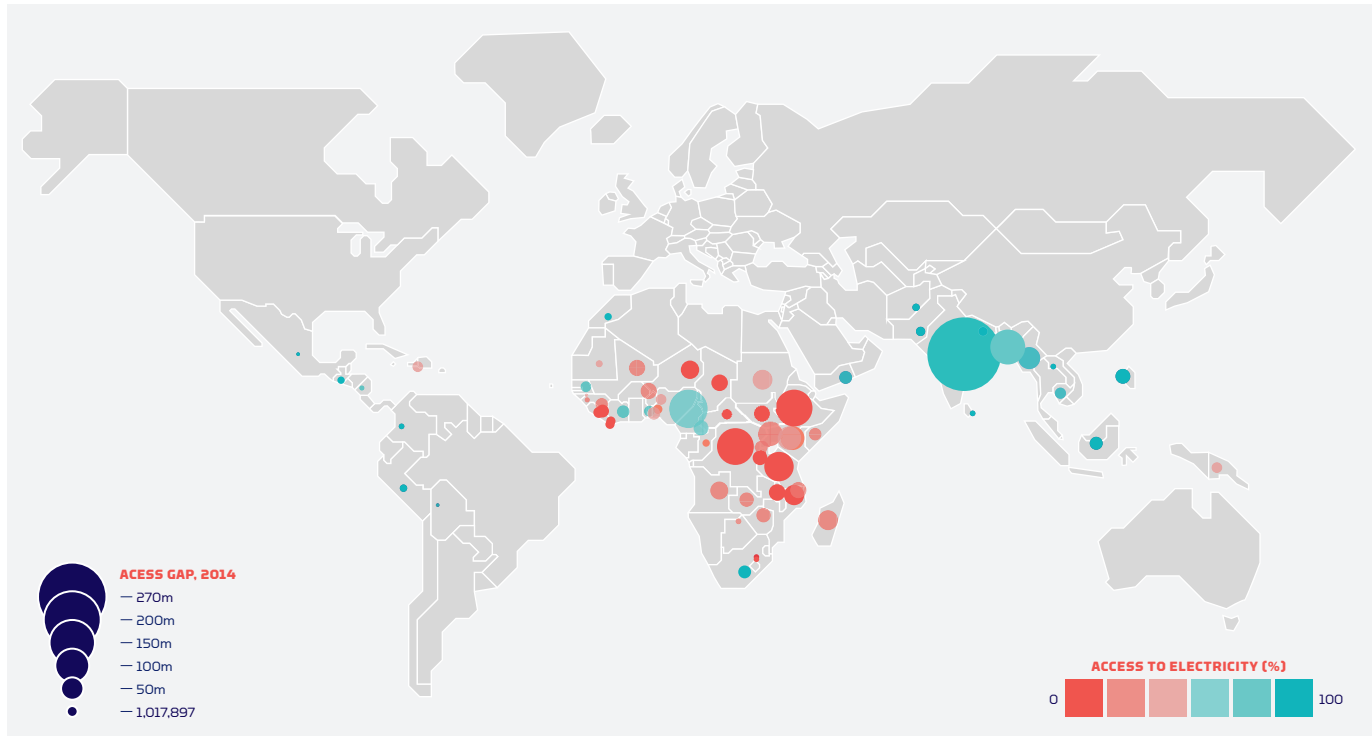 ACESS GAP, 2014
270m
200m
150m
100m
50m
1,017,897
ACCESS TO ELECTRICITY (%)
0 100